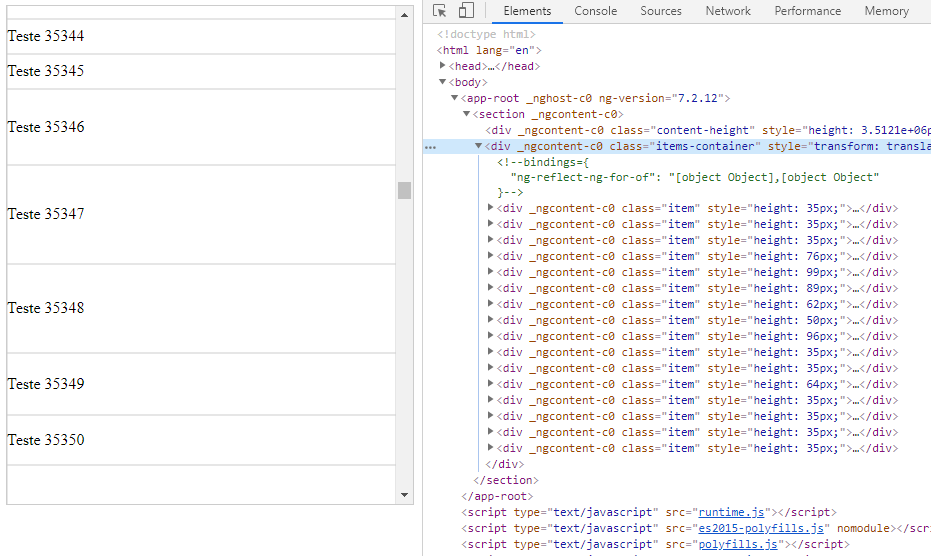 Teste 35344
Teste 35345
Teste 35346
Teste 35347
Teste 35348
Teste 35349
Teste 35350
Elements Console Sources Network Performance Memory
<!doctype html>
<html lang="en">
<head>…</head>
<body>
<app-root _nghost-c0 ng-version="7.2.12">
<section _ngcontent-c0>
<div _ngcontent-c0 class="content-height" style="height: 3.5121e+06p
<div _ngcontent-c0 class="items-container" style="transform: transla
<!--bindings={
"ng-reflect-ng-for-of": "[object Object],[object Object"
}-->
<div _ngcontent-c0 class="item" style="height: 35px;">…</div>
<div _ngcontent-c0 class="item" style="height: 35px;">…</div>
<div _ngcontent-c0 class="item" style="height: 35px;">…</div>
<div _ngcontent-c0 class="item" style="height: 76px;">…</div>
<div _ngcontent-c0 class="item" style="height: 99px;">…</div>
<div _ngcontent-c0 class="item" style="height: 89px;">…</div>
<div _ngcontent-c0 class="item" style="height: 62px;">…</div>
<div _ngcontent-c0 class="item" style="height: 50px;">…</div>
<div _ngcontent-c0 class="item" style="height: 96px;">…</div>
<div _ngcontent-c0 class="item" style="height: 35px;">…</div>
<div _ngcontent-c0 class="item" style="height: 35px;">…</div>
<div _ngcontent-c0 class="item" style="height: 64px;">…</div>
<div _ngcontent-c0 class="item" style="height: 35px;">…</div>
<div _ngcontent-c0 class="item" style="height: 35px;">…</div>
<div _ngcontent-c0 class="item" style="height: 35px;">…</div>
<div _ngcontent-c0 class="item" style="height: 35px;">…</div>
</div>
</section>
</app-root>
<script type="text/javascript" src="runtime.js"></script>
<script type="text/javascript" src="es2015-polyfills.js" nomodule></scr
<script type="text/javascript" src="polyfills.js"></script>